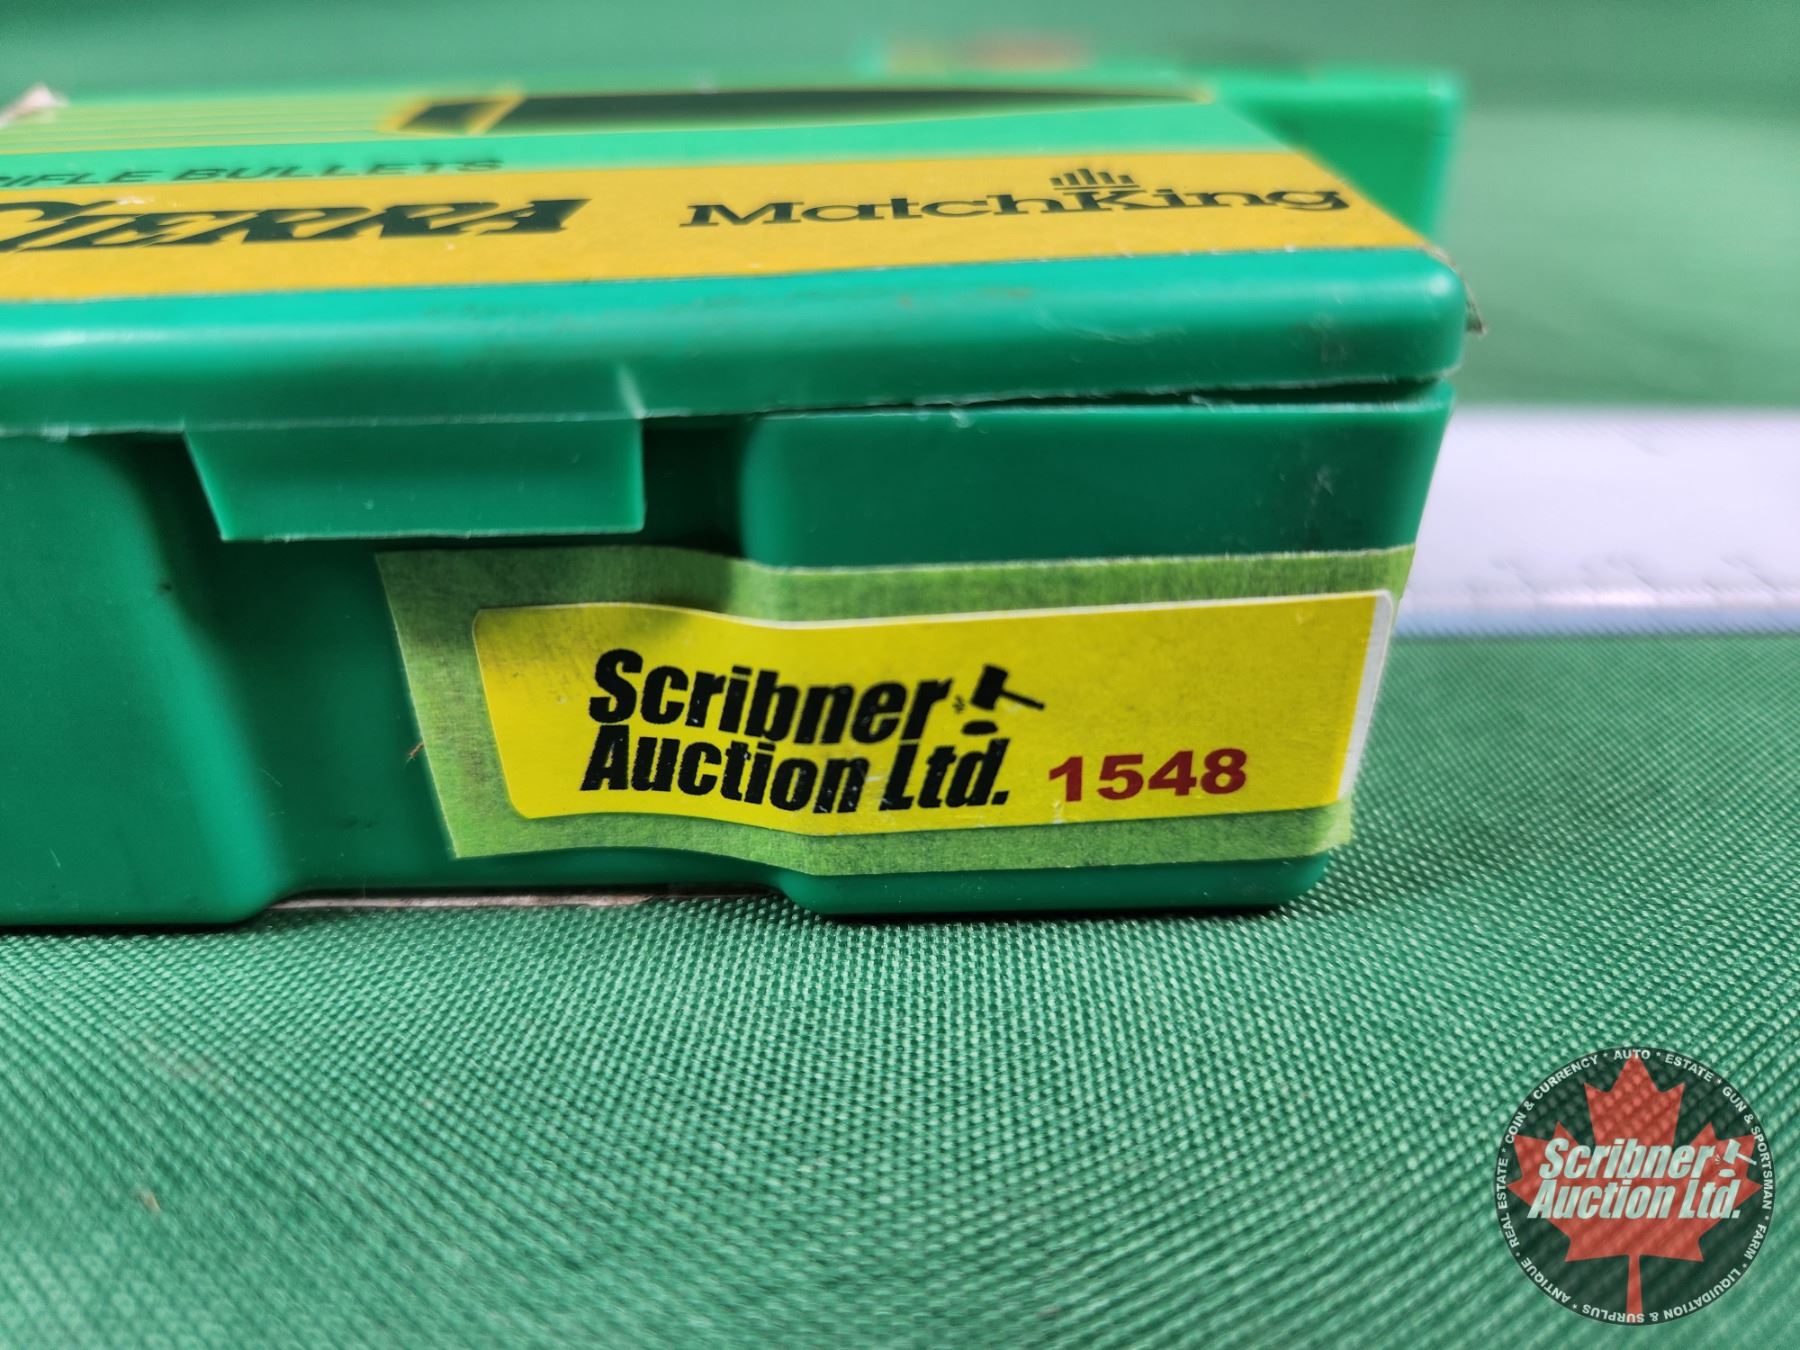 RIFLE BULLETS
SIERRA MatchKing
Scribner
Auction Ltd. 1548
COIN & CURRENCY * AUTO * ESTATE * GUN & SPORTSMAN * FARM * LIQUIDATION & SURPLUS * ANTIQUE * REAL ESTATE *
Scribner
Auction Ltd.